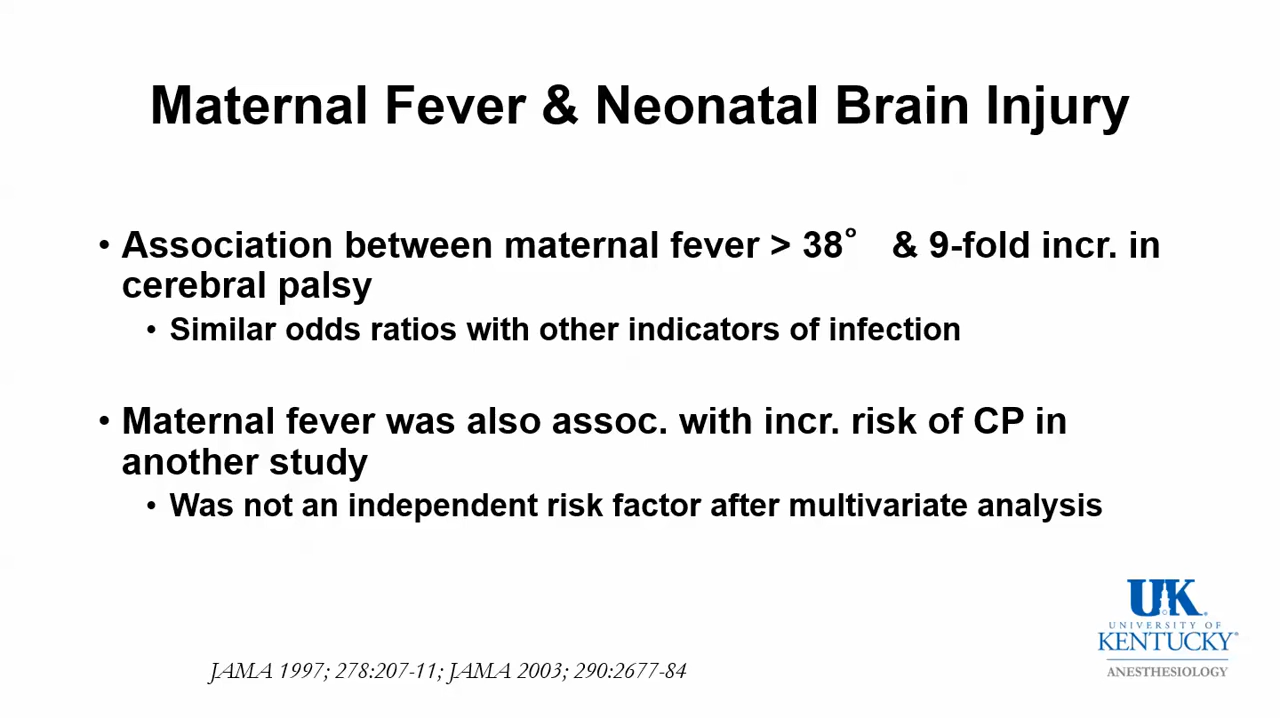 Maternal Fever & Neonatal Brain Injury
• Association between maternal fever > 38° & 9-fold incr. in
cerebral palsy
• Similar odds ratios with other indicators of infection
• Maternal fever was also assoc. with incr. risk of CP in
another study
• Was not an independent risk factor after multivariate analysis
UK
UNIVERSITY OF
KENTUCKY®
ANESTHESIOLOGY
JAMA 1997; 278:207-11; JAMA 2003; 290:2677-84